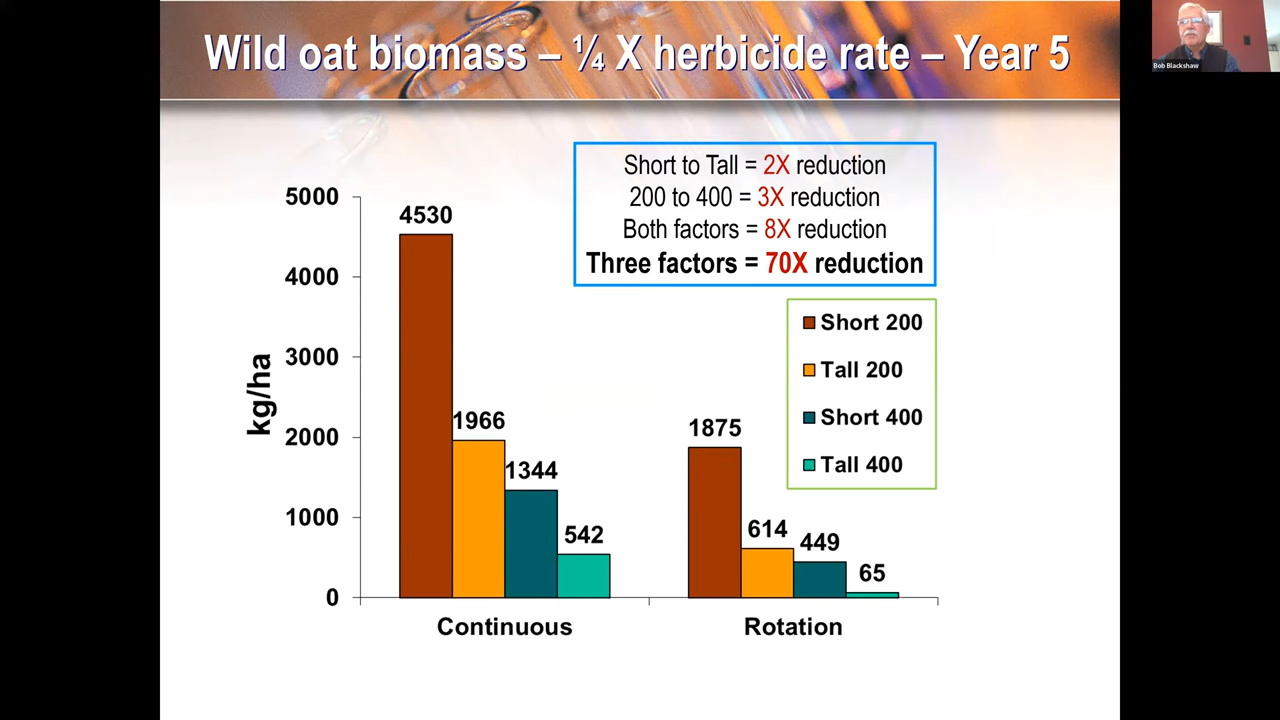 Wild oat biomass – ¼ X herbicide rate – Year 5
Bob Blackshaw
Short to Tall = 2X reduction
200 to 400 = 3X reduction
Both factors = 8X reduction
Three factors = 70X reduction
5000
4000
3000
2000
1000
0
kg/ha
4530
1966
1344
542
1875
614
449
65
Short 200
Tall 200
Short 400
Tall 400
Continuous
Rotation